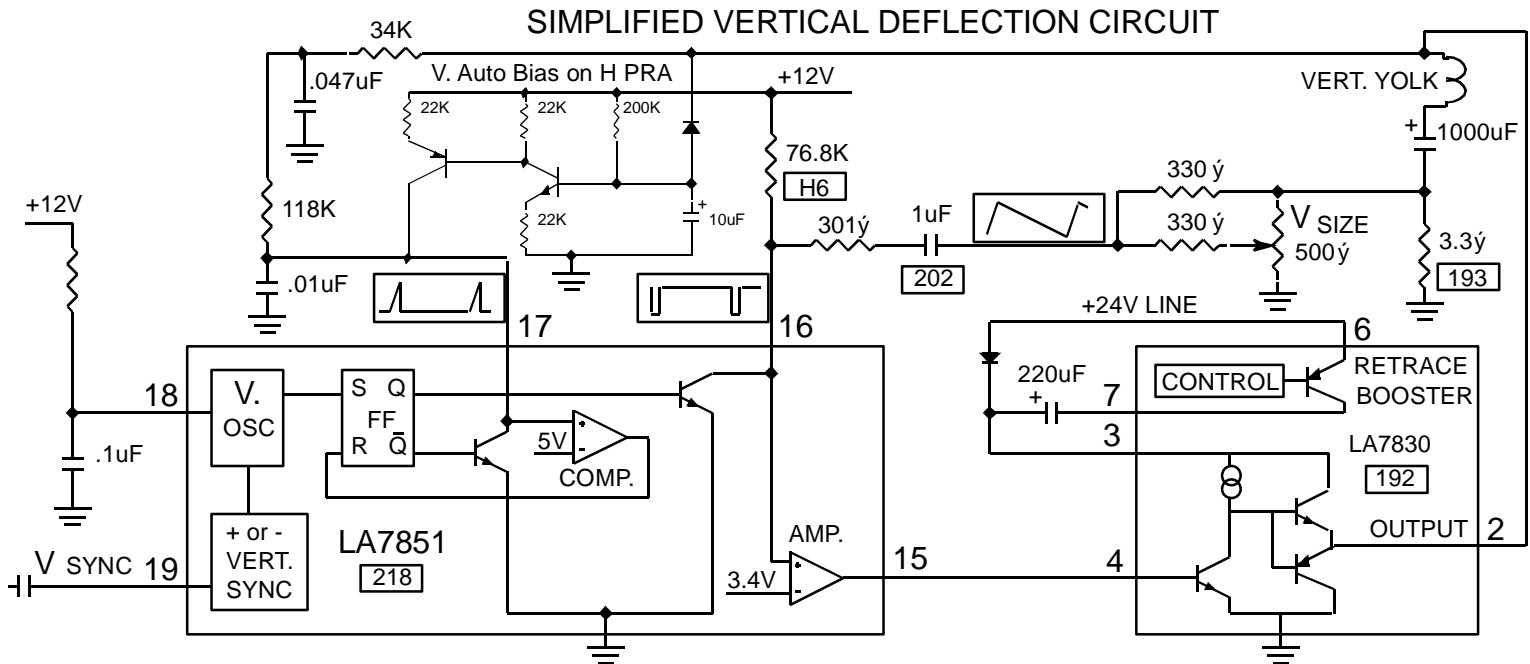 SIMPLIFIED VERTICAL DEFLECTION CIRCUIT
34K
.047uF
V. Auto Bias on H PRA
+12V
VERT. YOLK
22K
22K
200K
+
1000uF
76.8K
H6
330 ý
118K
22K
+
10uF
301ý
1uF
330 ý
V SIZE
500ý
3.3ý
193
+12V
202
.01uF
17
16
+24V LINE
6
18
V.
OSC
S Q
FF
R Q
5V
COMP.
220uF
+
7
CONTROL
RETRACE
BOOSTER
3
.1uF
LA7830
192
+ or -
VERT.
SYNC
V SYNC 19
LA7851
218
AMP.
3.4V
+
-
+
-
15
4
OUTPUT
2